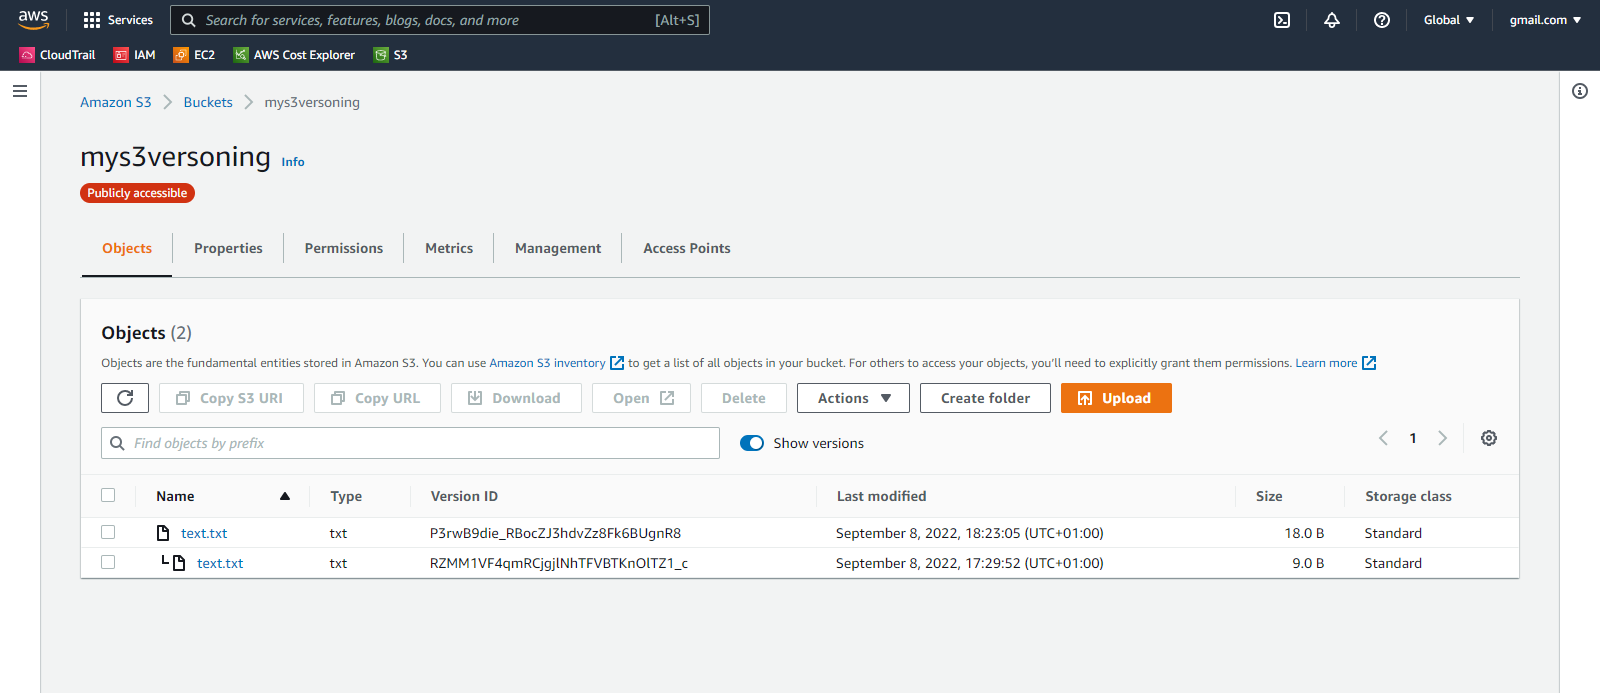 aws Services Search for services, features, blogs, docs, and more [Alt+S] Global gmail.com
CloudTrail IAM EC2 AWS Cost Explorer S3
Amazon S3 Buckets mys3versoning
mys3versoning Info
Publicly accessible
Objects Properties Permissions Metrics Management Access Points
Objects (2)
Objects are the fundamental entities stored in Amazon S3. You can use Amazon S3 inventory to get a list of all objects in your bucket. For others to access your objects, you'll need to explicitly grant them permissions. Learn more
Copy S3 URI Copy URL Download Open Delete Actions Create folder Upload
Find objects by prefix Show versions 1
Name Type Version ID Last modified Size Storage class
text.txt txt P3rwB9die_RBocZJ3hdvZz8Fk6BUgnR8 September 8, 2022, 18:23:05 (UTC+01:00) 18.0 B Standard
text.txt txt RZMM1VF4qmRCjgjlNhTFVBTKnOlTZ1_c September 8, 2022, 17:29:52 (UTC+01:00) 9.0 B Standard